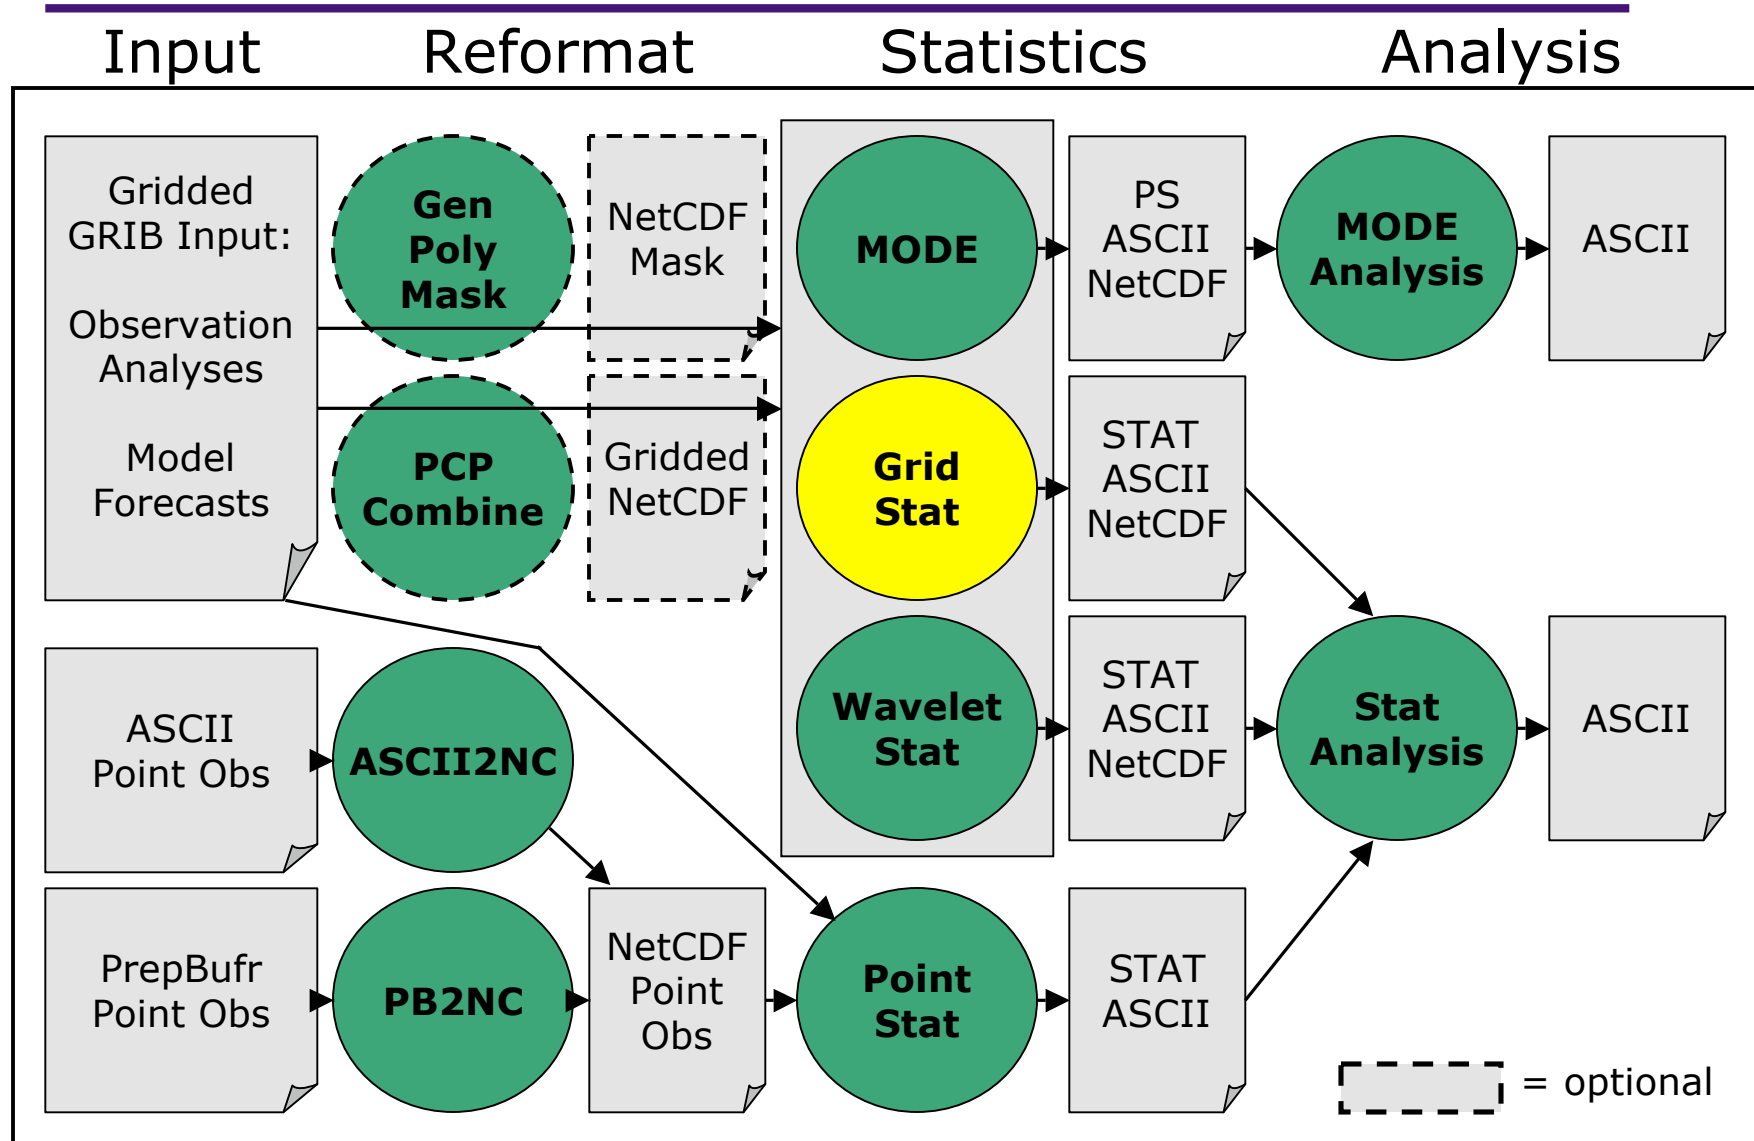 Input
Reformat
Statistics
Analysis
Gridded
GRIB Input:
Observation
Analyses
Model
Forecasts
Gen
Poly
Mask
NetCDF
Mask
MODE
PS
ASCII
NetCDF
MODE
Analysis
ASCII
PCP
Combine
Gridded
NetCDF
Grid
Stat
STAT
ASCII
NetCDF
ASCII
Point Obs
ASCII2NC
Wavelet
Stat
STAT
ASCII
NetCDF
Stat
Analysis
ASCII
PrepBufr
Point Obs
PB2NC
NetCDF
Point
Obs
Point
Stat
STAT
ASCII
= optional